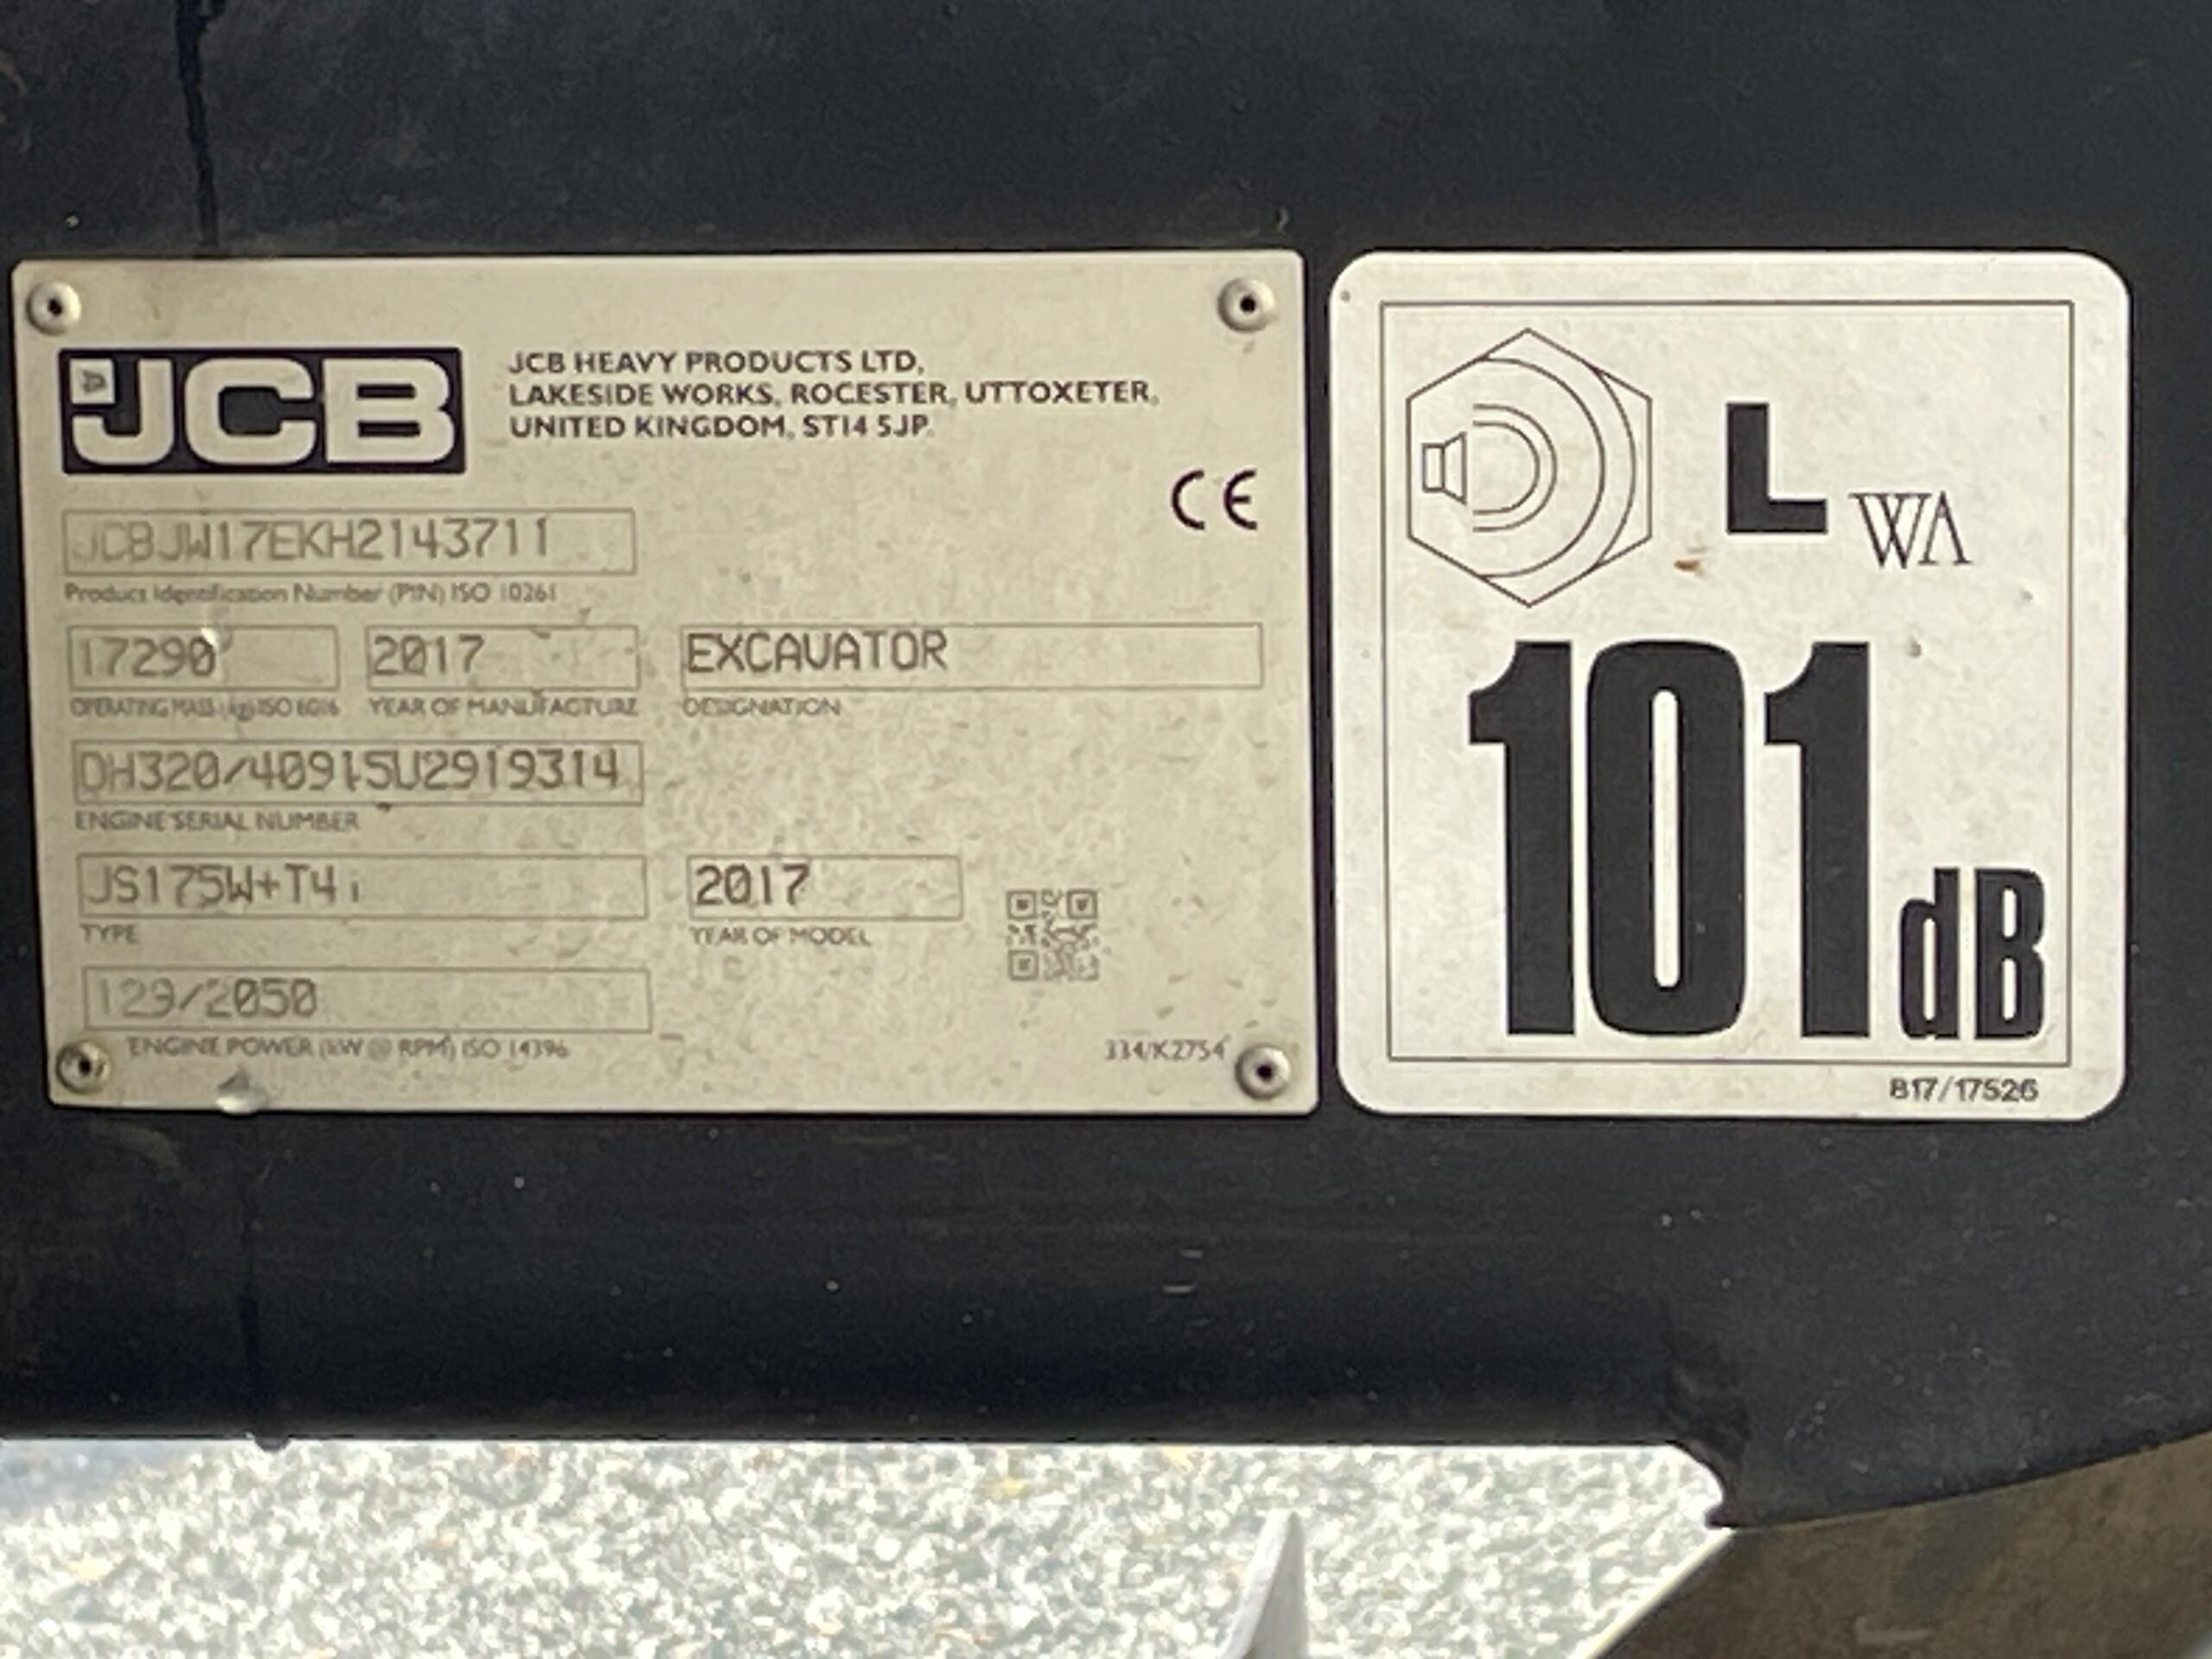 JCB
JCB HEAVY PRODUCTS LTD,
LAKESIDE WORKS, ROCESTER, UTTOXETER,
UNITED KINGDOM, ST14 5JP.
CE
JCBJW17EKH2143711
Product Identification Number (PIN) ISO 10261
17290 2017 EXCAVATOR
OPERATING MASS (kg) ISO 6016 YEAR OF MANUFACTURE DESIGNATION
DH320/40915U2919314
ENGINE SERIAL NUMBER
JS175W+T4i 2017
TYPE YEAR OF MODEL
129/2050
ENGINE POWER (kW @ RPM) ISO 14396
334/K2754
L WA
101 dB
817/17526